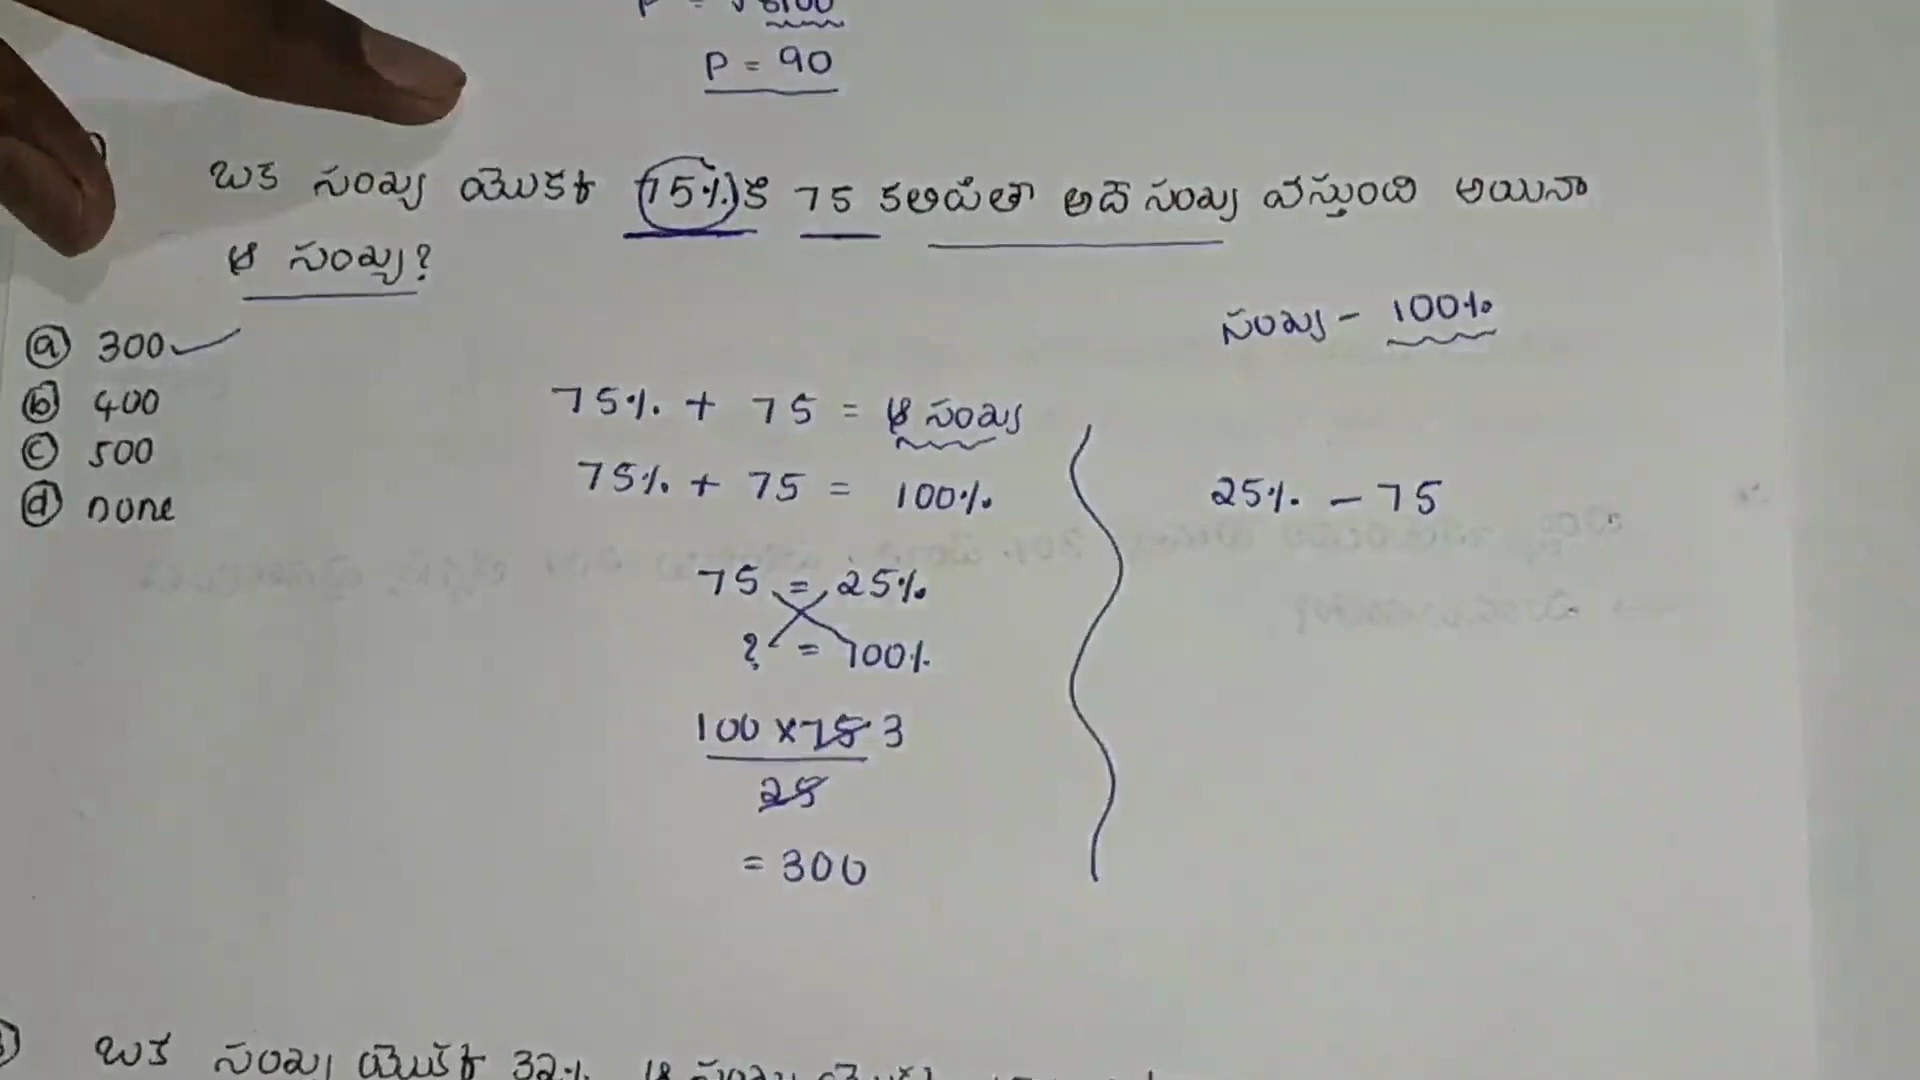 P = √8100
P = 90
ఒక సంఖ్య యొక్క 75% కి 75 కలిపితే అదే సంఖ్య వస్తుంది అయినా
ఆ సంఖ్య?
సంఖ్య - 100%
ⓐ 300
ⓑ 400
ⓒ 500
ⓓ none
75% + 75 = ఆ సంఖ్య
75% + 75 = 100%
25% - 75
75 = 25%
? = 100%
100 × 75 3
25
= 300
ఒక సంఖ్య యొక్క 32% ఆ సంఖ్య యొక్క